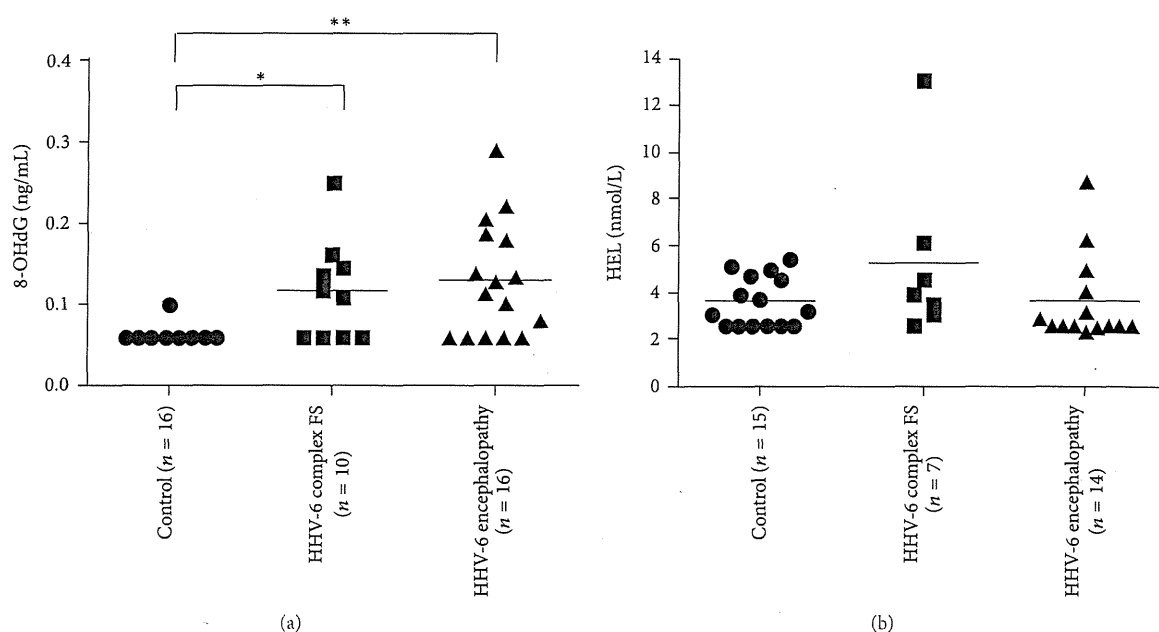 **
*
0.4
0.3
0.2
0.1
0.0
8-OHdG (ng/mL)
Control (n = 16)
HHV-6 complex FS
(n = 10)
HHV-6 encephalopathy
(n = 16)
(a)
14
12
10
8
6
4
2
0
HEL (nmol/L)
Control (n = 15)
HHV-6 complex FS
(n = 7)
HHV-6 encephalopathy
(n = 14)
(b)